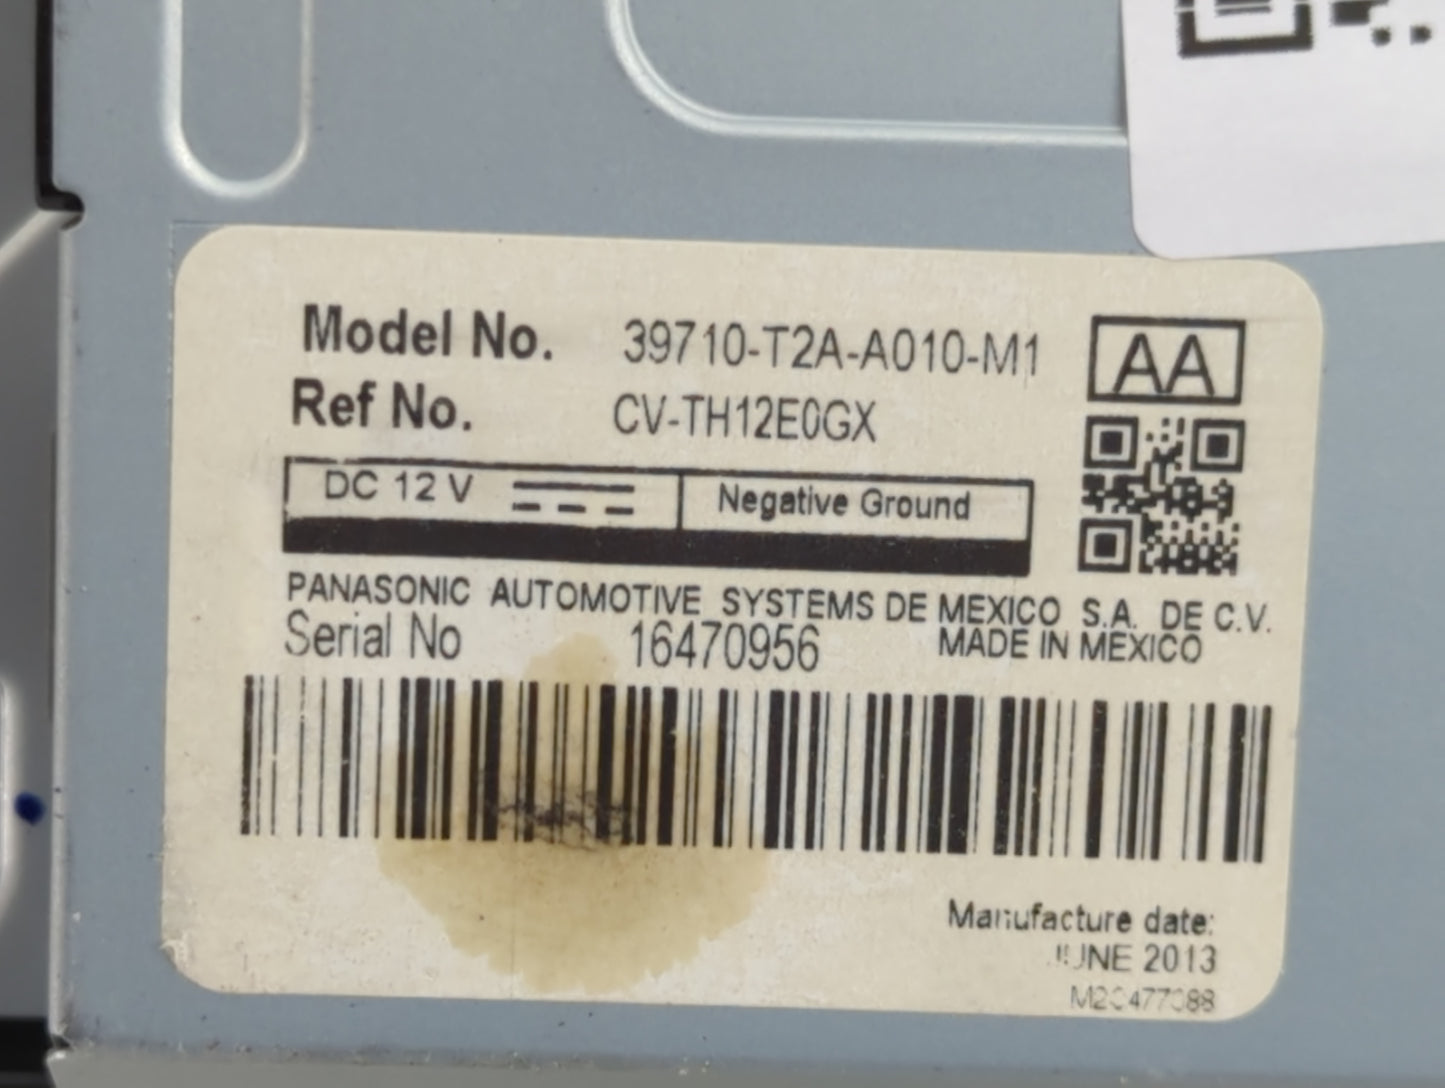 Model No. 39710-T2A-A010-M1 AA
Ref No. CV-TH12E0GX
DC 12 V Negative Ground
PANASONIC AUTOMOTIVE SYSTEMS DE MEXICO S.A. DE C.V.
Serial No 16470956 MADE IN MEXICO
Manufacture date:
JUNE 2013